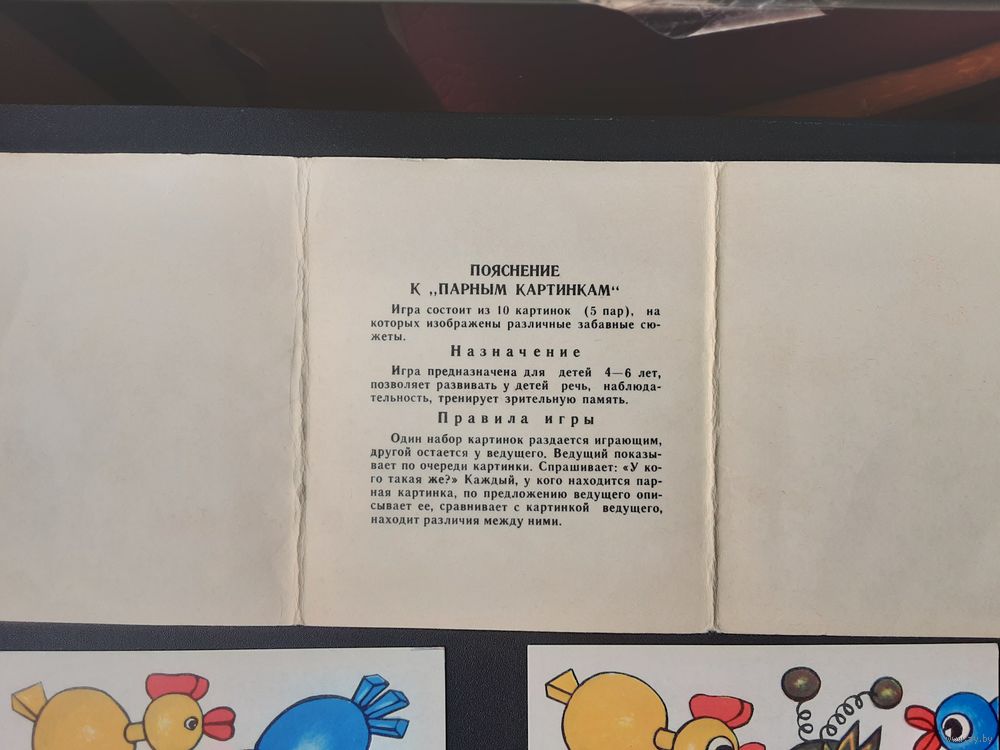 ПОЯСНЕНИЕ
К „ПАРНЫМ КАРТИНКАМ“
Игра состоит из 10 картинок (5 пар), на
которых изображены различные забавные сю-
жеты.
Назначение
Игра предназначена для детей 4—6 лет,
позволяет развивать у детей речь, наблюда-
тельность, тренирует зрительную память.
Правила игры
Один набор картинок раздается играющим,
другой остается у ведущего. Ведущий показы-
вает по очереди картинки. Спрашивает: «У ко-
го такая же?» Каждый, у кого находится пар-
ная картинка, по предложению ведущего опи-
сывает ее, сравнивает с картинкой ведущего,
находит различия между ними.